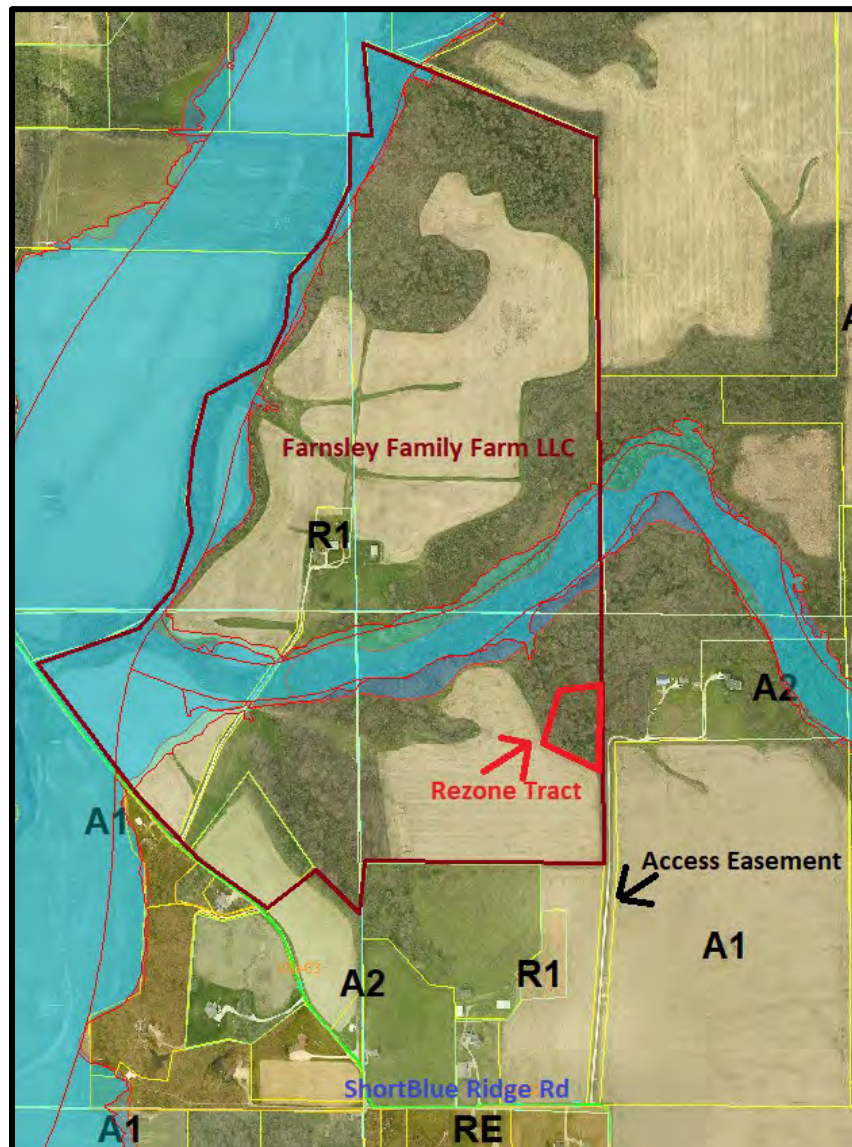 Farnsley Family Farm LLC
R1
A2
Rezone Tract
A1
Access Easement
A1
R1
A2
ShortBlue Ridge Rd
A1
RE